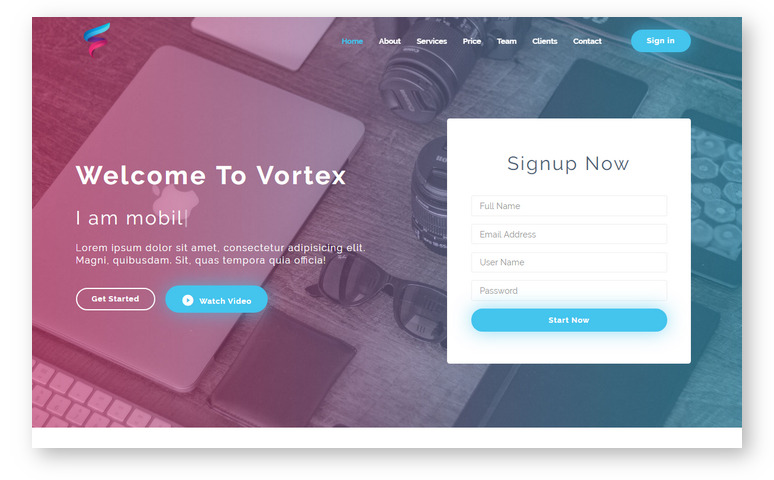 Home About Services Price Team Clients Contact Sign in
Welcome To Vortex
I am mobil
Lorem ipsum dolor sit amet, consectetur adipisicing elit.
Magni, quibusdam. Sit, quas tempora quia officia!
Get Started Watch Video
Signup Now
Full Name
Email Address
User Name
Password
Start Now